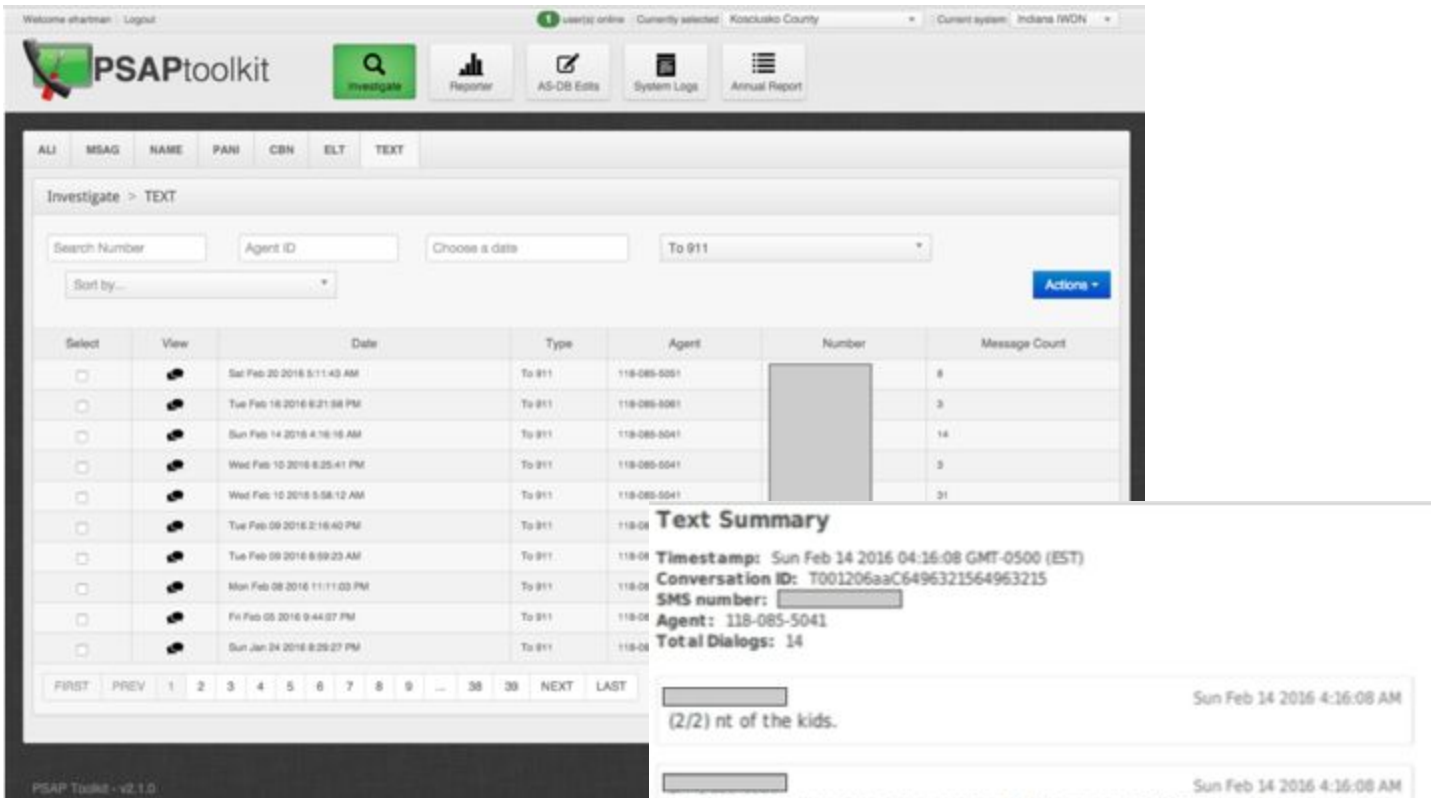 Welcome ehartman Logout
1 user(s) online Currently selected Kosciusko County Current system Indiana IWDN
PSAPtoolkit
Investigate Reporter AS-DB Edits System Logs Annual Report
ALI MSAG NAME PANI CBN ELT TEXT
Investigate > TEXT
Search Number Agent ID Choose a date To 911
Sort by...
Actions
Select View Date Type Agent Number Message Count
Sat Feb 20 2016 5:11:43 AM To 911 118-085-5051 8
Tue Feb 16 2016 6:21:58 PM To 911 118-085-5061 3
Sun Feb 14 2016 4:16:16 AM To 911 118-085-5041 14
Wed Feb 10 2016 8:25:41 PM To 911 118-085-5041 3
Wed Feb 10 2016 5:58:12 AM To 911 118-085-5041 31
Tue Feb 09 2016 2:16:40 PM To 911 118-08
Tue Feb 09 2016 8:59:23 AM To 911 118-08
Mon Feb 08 2016 11:11:03 PM To 911 118-08
Fri Feb 05 2016 9:44:07 PM To 911 118-08
Sun Jan 24 2016 8:29:27 PM To 911 118-08
FIRST PREV 1 2 3 4 5 6 7 8 9 ... 38 39 NEXT LAST
PSAP Toolkit - v2.1.0
Text Summary
Timestamp: Sun Feb 14 2016 04:16:08 GMT-0500 (EST)
Conversation ID: T001206aaC6496321564963215
SMS number:
Agent: 118-085-5041
Total Dialogs: 14
Sun Feb 14 2016 4:16:08 AM
(2/2) nt of the kids.
Sun Feb 14 2016 4:16:08 AM